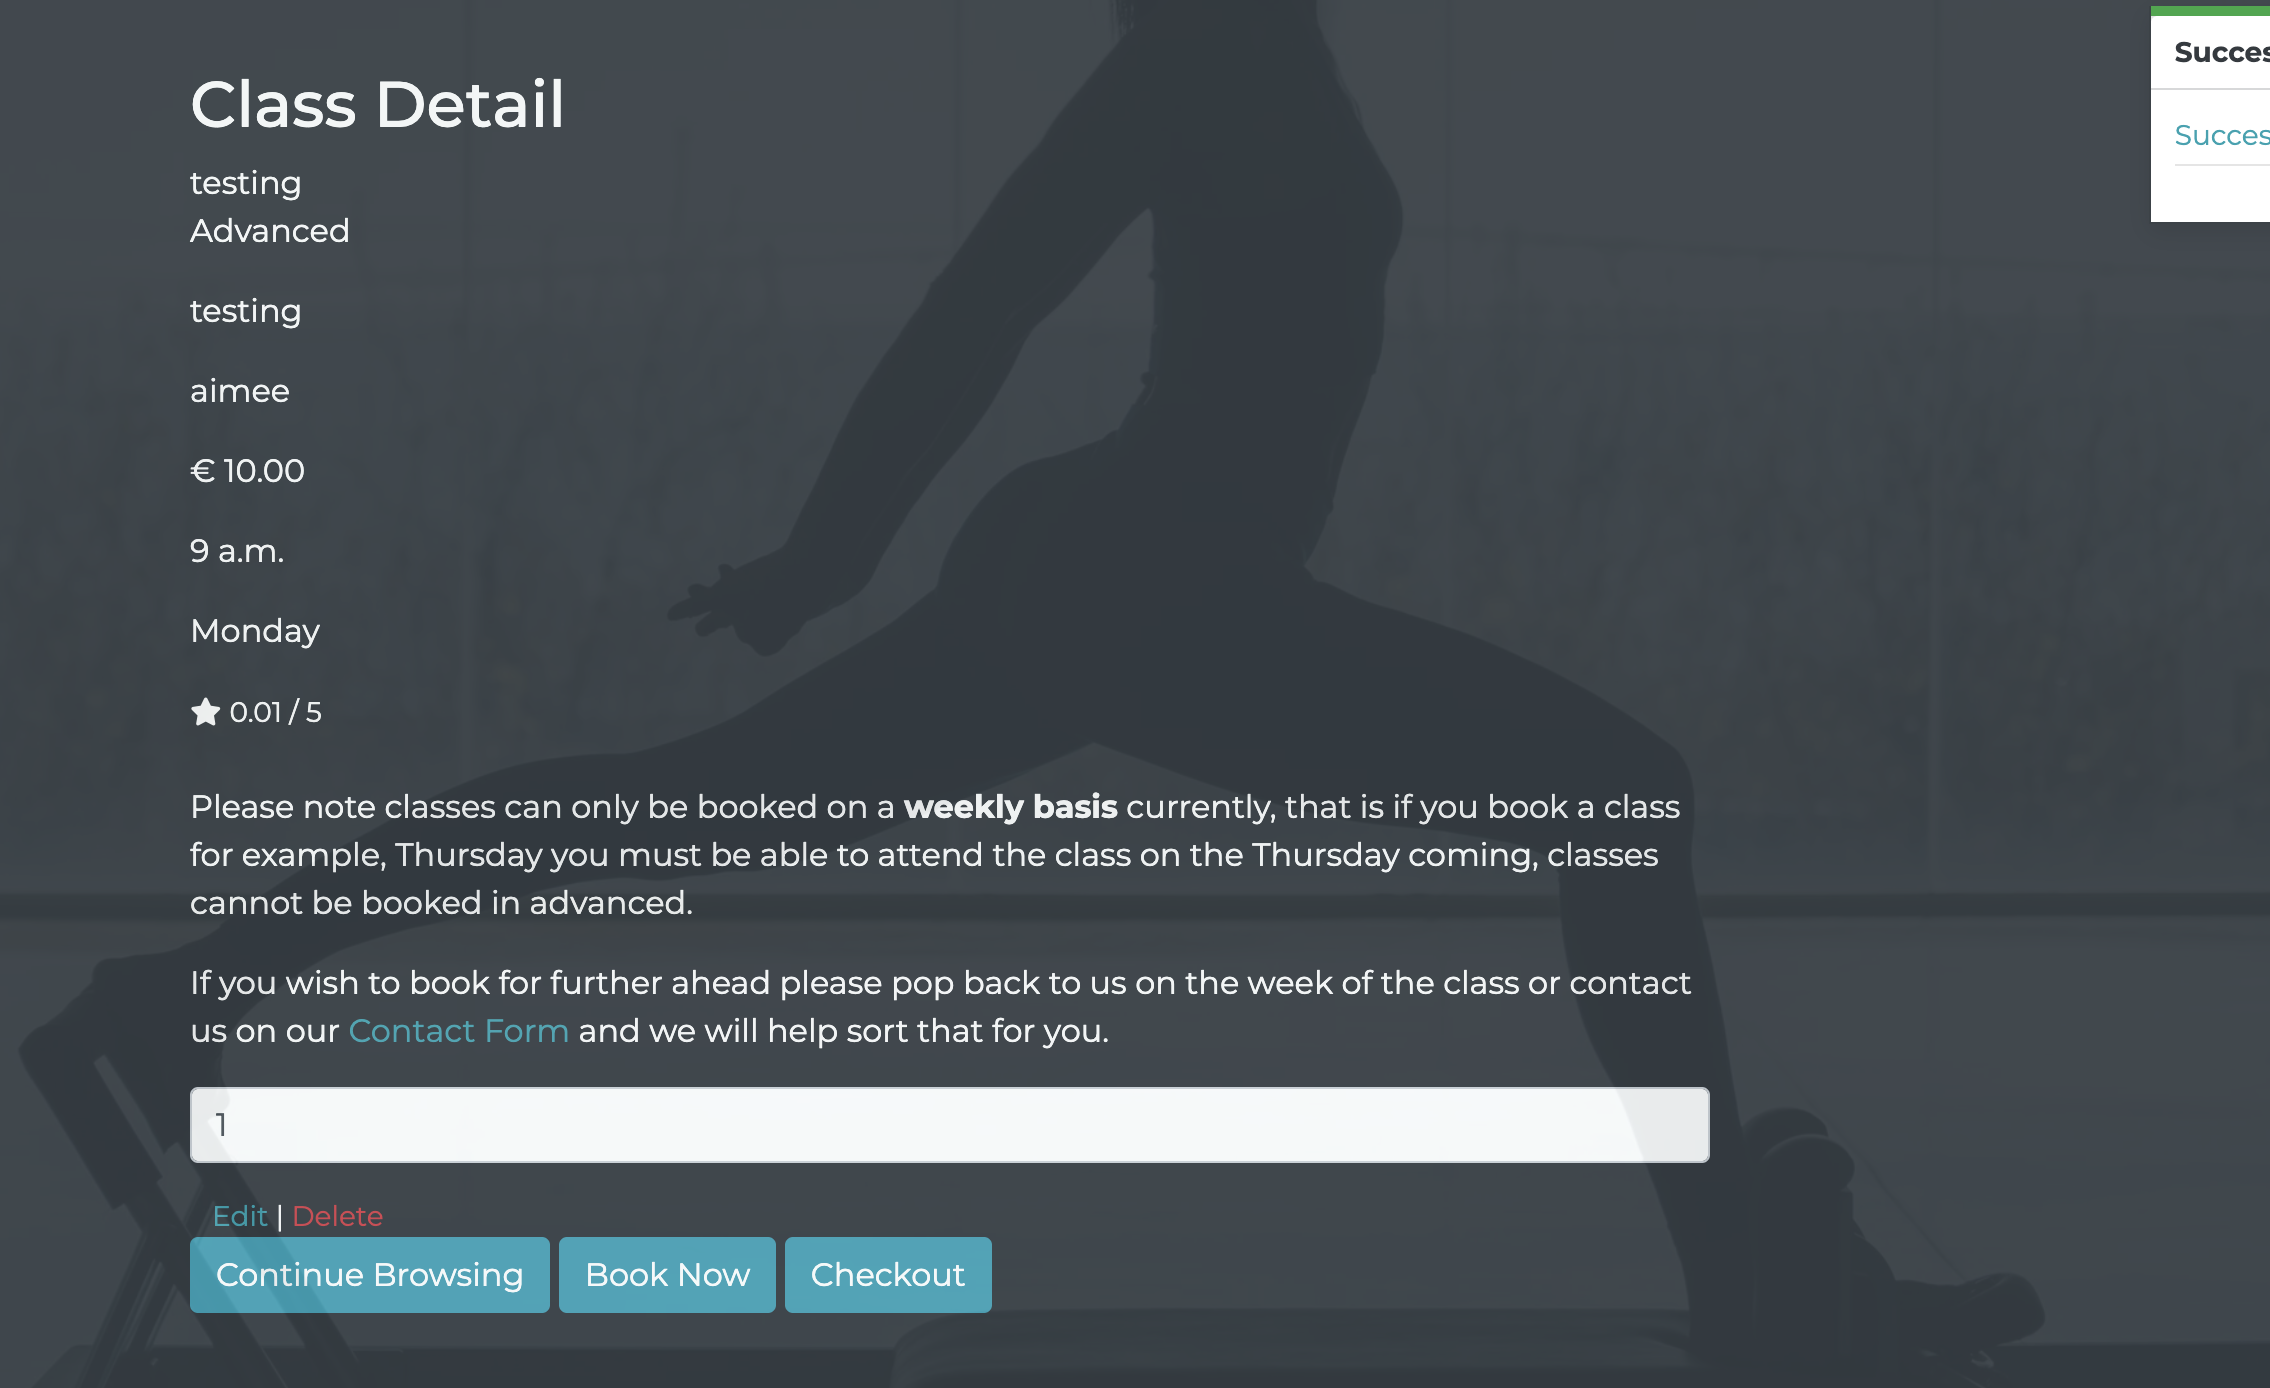 Class Detail
testing
Advanced
testing
aimee
€ 10.00
9 a.m.
Monday
0.01 / 5
Please note classes can only be booked on a weekly basis currently, that is if you book a class
for example, Thursday you must be able to attend the class on the Thursday coming, classes
cannot be booked in advanced.
If you wish to book for further ahead please pop back to us on the week of the class or contact
us on our Contact Form and we will help sort that for you.
1
Edit | Delete
Continue Browsing
Book Now
Checkout